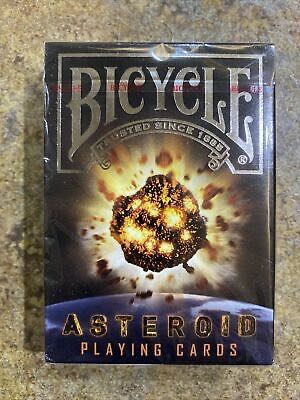 BICYCLE
TRUSTED SINCE 1885
®
ASTEROID
PLAYING CARDS